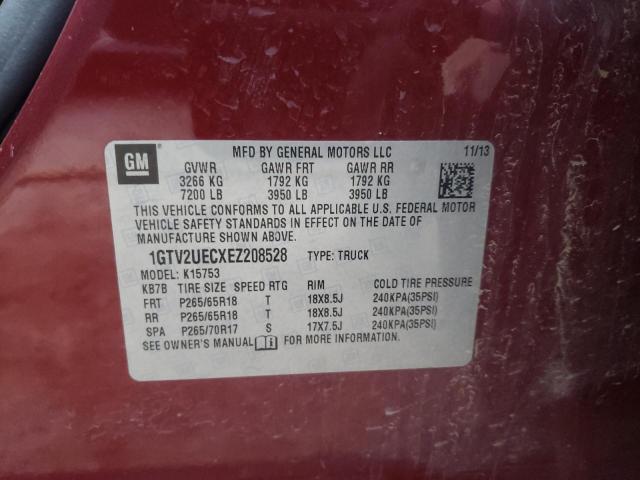 GM
MFD BY GENERAL MOTORS LLC 11/13
GVWR GAWR FRT GAWR RR
3266 KG 1792 KG 1792 KG
7200 LB 3950 LB 3950 LB
THIS VEHICLE CONFORMS TO ALL APPLICABLE U.S. FEDERAL MOTOR
VEHICLE SAFETY STANDARDS IN EFFECT ON THE DATE OF
MANUFACTURE SHOWN ABOVE.
1GTV2UECXEZ208528 TYPE: TRUCK
MODEL: K15753
KB7B TIRE SIZE SPEED RTG RIM COLD TIRE PRESSURE
FRT P265/65R18 T 18X8.5J 240KPA(35PSI)
RR P265/65R18 T 18X8.5J 240KPA(35PSI)
SPA P265/70R17 S 17X7.5J 240KPA(35PSI)
SEE OWNER'S MANUAL FOR MORE INFORMATION.